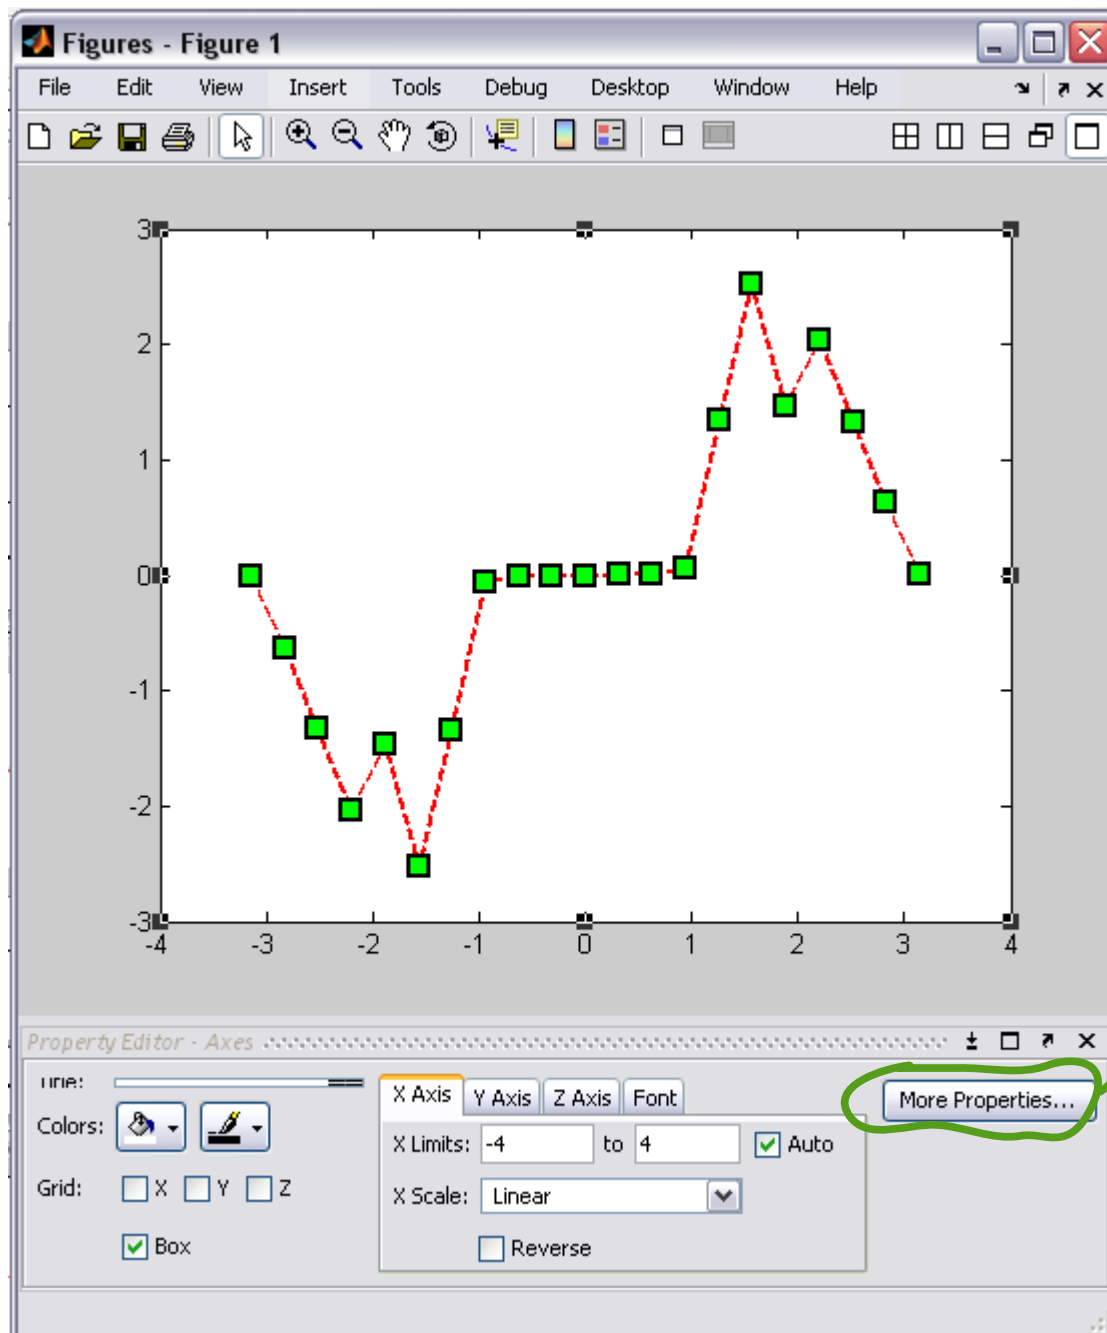 Figures - Figure 1
File Edit View Insert Tools Debug Desktop Window Help
3
2
1
0
-1
-2
-3
-4 -3 -2 -1 0 1 2 3 4
Property Editor - Axes
Colors:
Grid: X Y Z
Box
X Axis Y Axis Z Axis Font
X Limits: -4 to 4 Auto
X Scale: Linear
Reverse
More Properties...